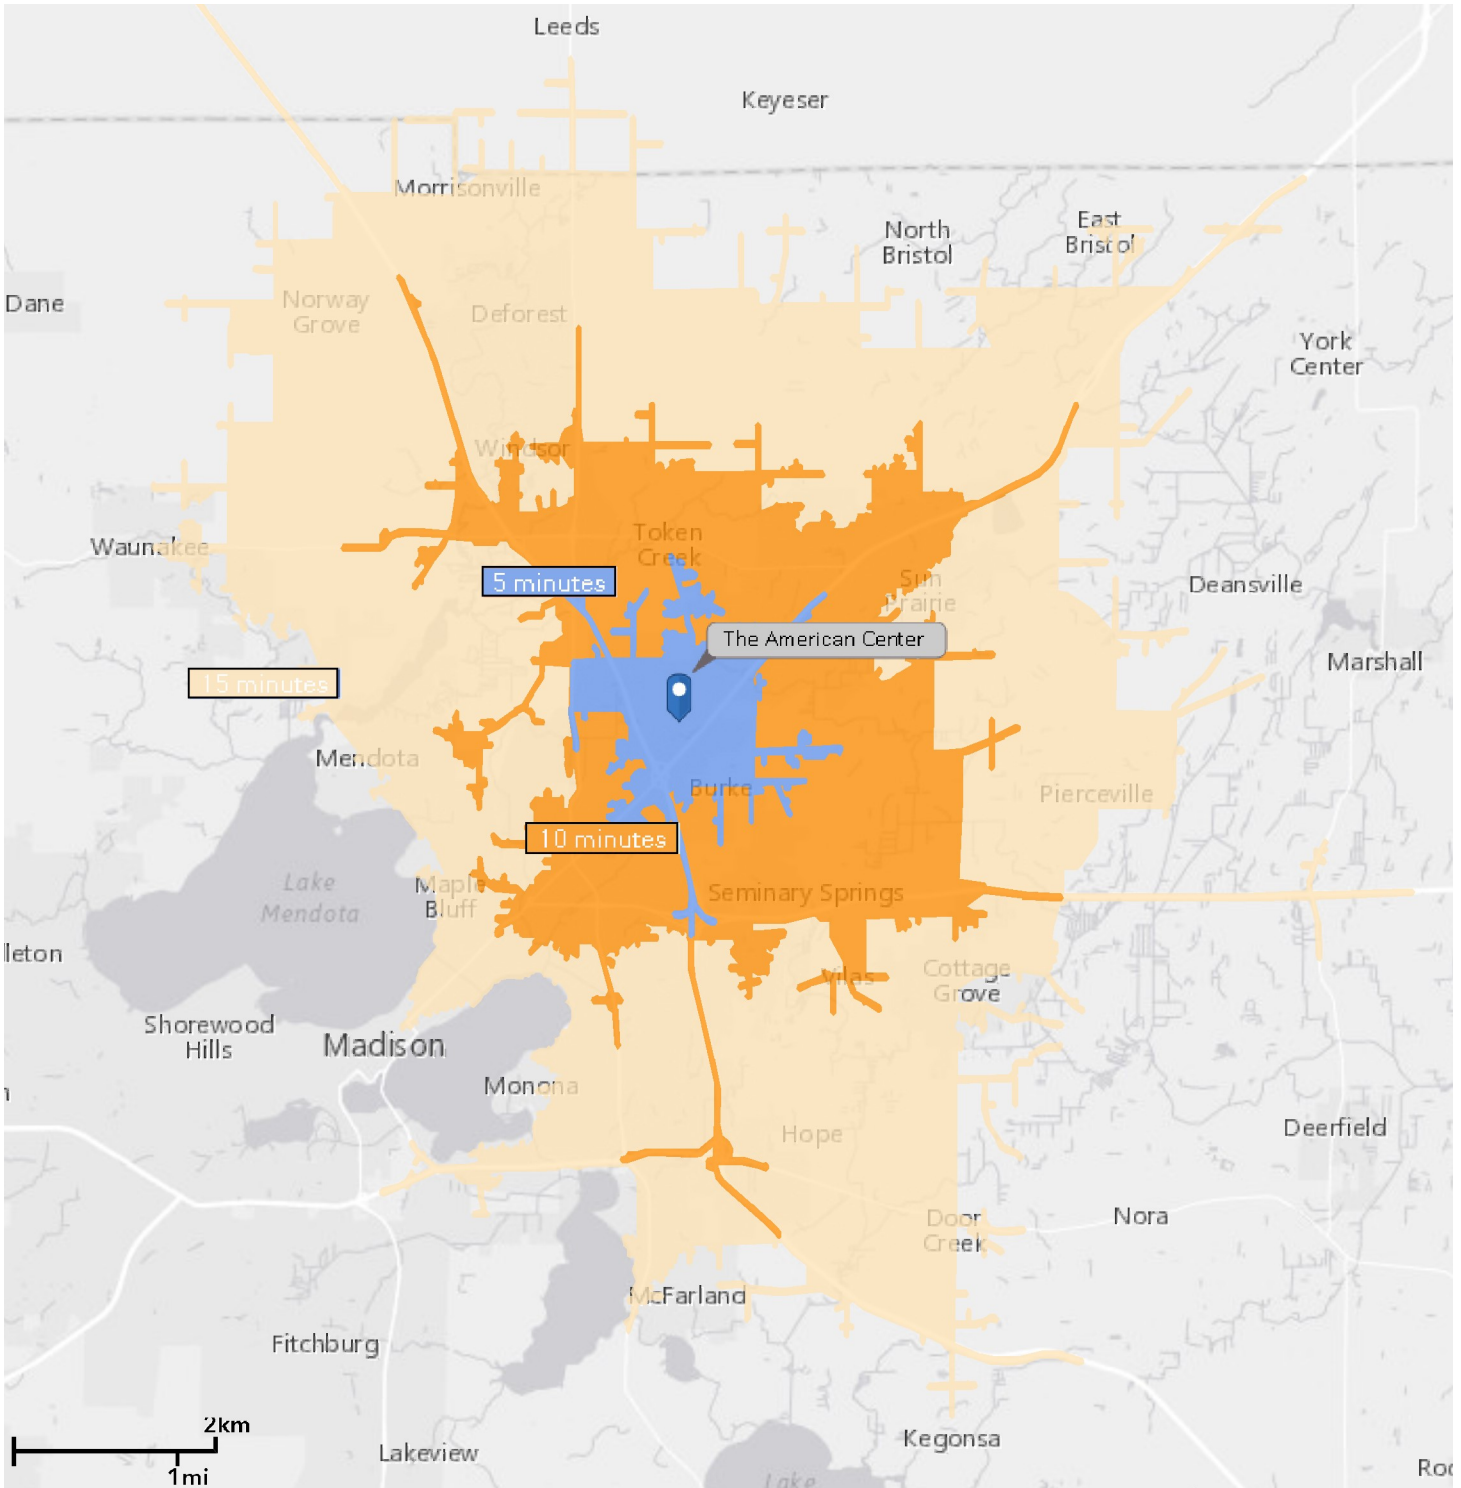 Leeds
Keyeser
Morrisonville
North
Bristol
East
Bristol
Dane
Norway
Grove
Deforest
York
Center
Windsor
Token
Creek
Waunakee
5 minutes
Sun
Prairie
Deansville
The American Center
Marshall
15 minutes
Mendota
Burke
Pierceville
10 minutes
Lake
Mendota
Maple
Bluff
Seminary Springs
lleton
Vilas
Cottage
Grove
Shorewood
Hills
Madison
Monona
Hope
Deerfield
Door
Creek
Nora
McFarland
Fitchburg
2km
1mi
Lakeview
Kegonsa
Lake
Roc